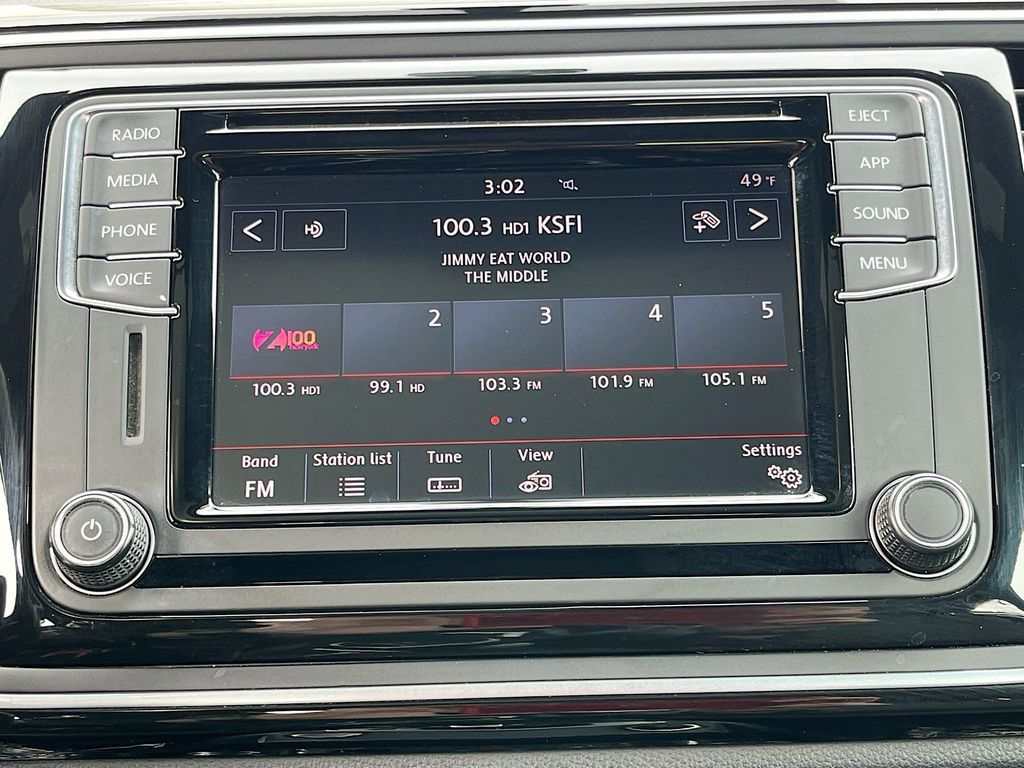 RADIO
MEDIA
PHONE
VOICE
EJECT
APP
SOUND
MENU
3:02
49°F
<
HD
100.3 HD1 KSFI
>
JIMMY EAT WORLD
THE MIDDLE
Z100
2
3
4
5
100.3 HD1
99.1 HD
103.3 FM
101.9 FM
105.1 FM
Band
FM
Station list
Tune
View
Settings